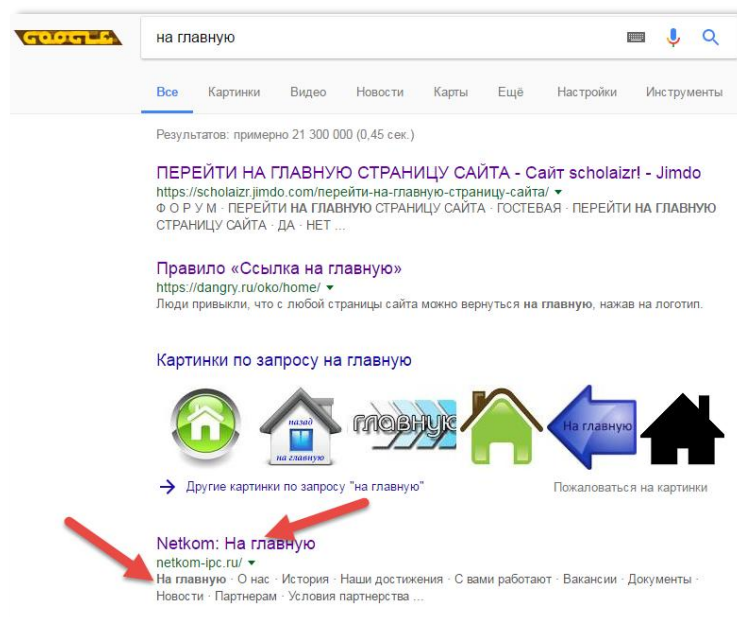 GOOGLE
на главную
Все Картинки Видео Новости Карты Ещё Настройки Инструменты
Результатов: примерно 21 300 000 (0,45 сек.)
ПЕРЕЙТИ НА ГЛАВНУЮ СТРАНИЦУ САЙТА - Сайт scholaizr! - Jimdo
https://scholaizr.jimdo.com/перейти-на-главную-страницу-сайта/
Ф О Р У М · ПЕРЕЙТИ НА ГЛАВНУЮ СТРАНИЦУ САЙТА · ГОСТЕВАЯ · ПЕРЕЙТИ НА ГЛАВНУЮ
СТРАНИЦУ САЙТА · ДА · НЕТ ...
Правило «Ссылка на главную»
https://dangry.ru/oko/home/
Люди привыкли, что с любой страницы сайта можно вернуться на главную, нажав на логотип.
Картинки по запросу на главную
назад
на главную
главную
На главную
Другие картинки по запросу "на главную" Пожаловаться на картинки
Netkom: На главную
netkom-ipc.ru/
На главную · О нас · История · Наши достижения · С вами работают · Вакансии · Документы ·
Новости · Партнерам · Условия партнерства ...